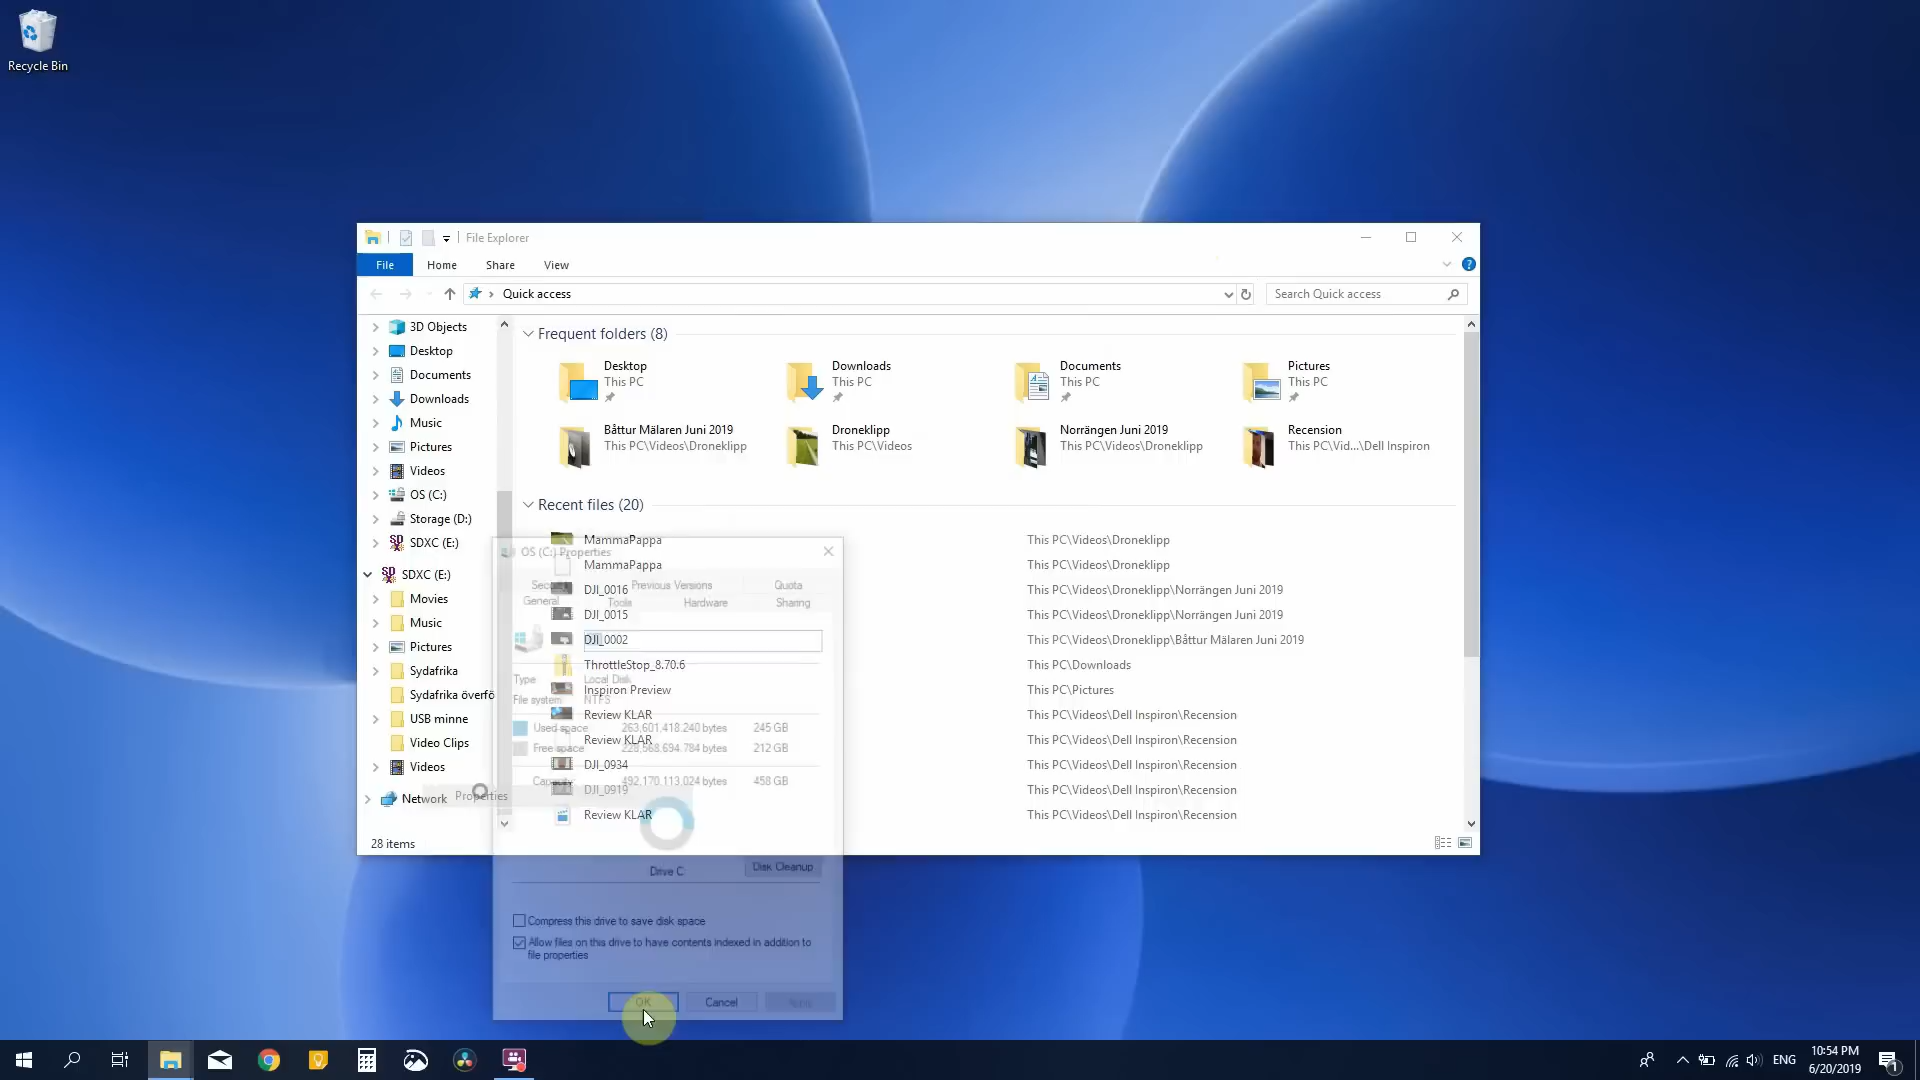 Recycle Bin
File Explorer
File
Home
Share
View
Quick access
Search Quick access
3D Objects
Desktop
Documents
Downloads
Music
Pictures
Videos
OS (C:)
Storage (D:)
SDXC (E:)
SDXC (E:)
Movies
Music
Pictures
Sydafrika
Sydafrika överfö
USB minne
Video Clips
Videos
Network
28 items
Frequent folders (8)
Desktop
This PC
Downloads
This PC
Documents
This PC
Pictures
This PC
Båttur Mälaren Juni 2019
This PC\Videos\Droneklipp
Droneklipp
This PC\Videos
Norrängen Juni 2019
This PC\Videos\Droneklipp
Recension
This PC\Vid...\Dell Inspiron
Recent files (20)
MammaPappa This PC\Videos\Droneklipp
MammaPappa This PC\Videos\Droneklipp
DJI_0016 This PC\Videos\Droneklipp\Norrängen Juni 2019
DJI_0015 This PC\Videos\Droneklipp\Norrängen Juni 2019
DJI_0002 This PC\Videos\Droneklipp\Båttur Mälaren Juni 2019
ThrottleStop_8.70.6 This PC\Downloads
Inspiron Preview This PC\Pictures
Review KLAR This PC\Videos\Dell Inspiron\Recension
Review KLAR This PC\Videos\Dell Inspiron\Recension
DJI_0934 This PC\Videos\Dell Inspiron\Recension
DJI_0919 This PC\Videos\Dell Inspiron\Recension
Review KLAR This PC\Videos\Dell Inspiron\Recension
OS (C:) Properties
Previous Versions Quota
General Tools Hardware Sharing
Type Local Disk
File system NTFS
Used space 263,601,418,240 bytes 245 GB
Free space 228,568,694,784 bytes 212 GB
Capacity 492,170,113,024 bytes 458 GB
Properties
Drive C
Disk Cleanup
Compress this drive to save disk space
Allow files on this drive to have contents indexed in addition to
file properties
OK
Cancel
Apply
ENG
10:54 PM
6/20/2019
1